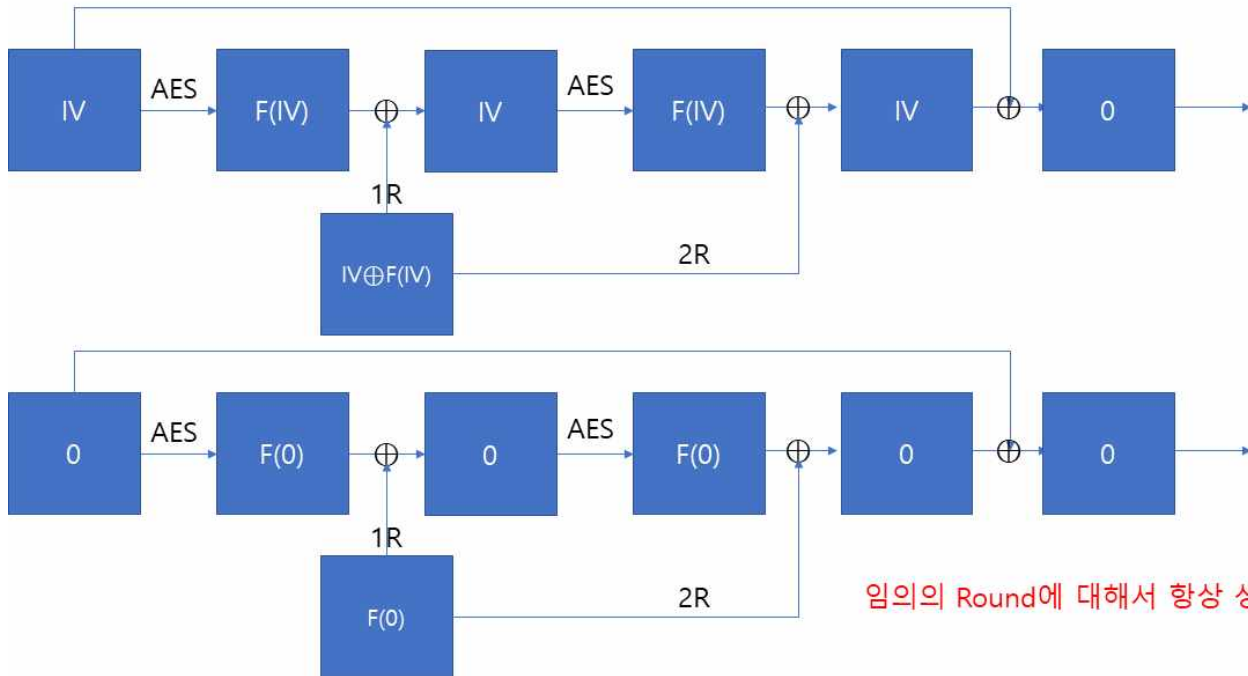 AES
AES
IV
F(IV)
⊕
IV
F(IV)
⊕
IV
⊕
0
1R
IV⊕F(IV)
2R
AES
AES
0
F(0)
⊕
0
F(0)
⊕
0
⊕
0
1R
F(0)
2R
임의의 Round에 대해서 항상